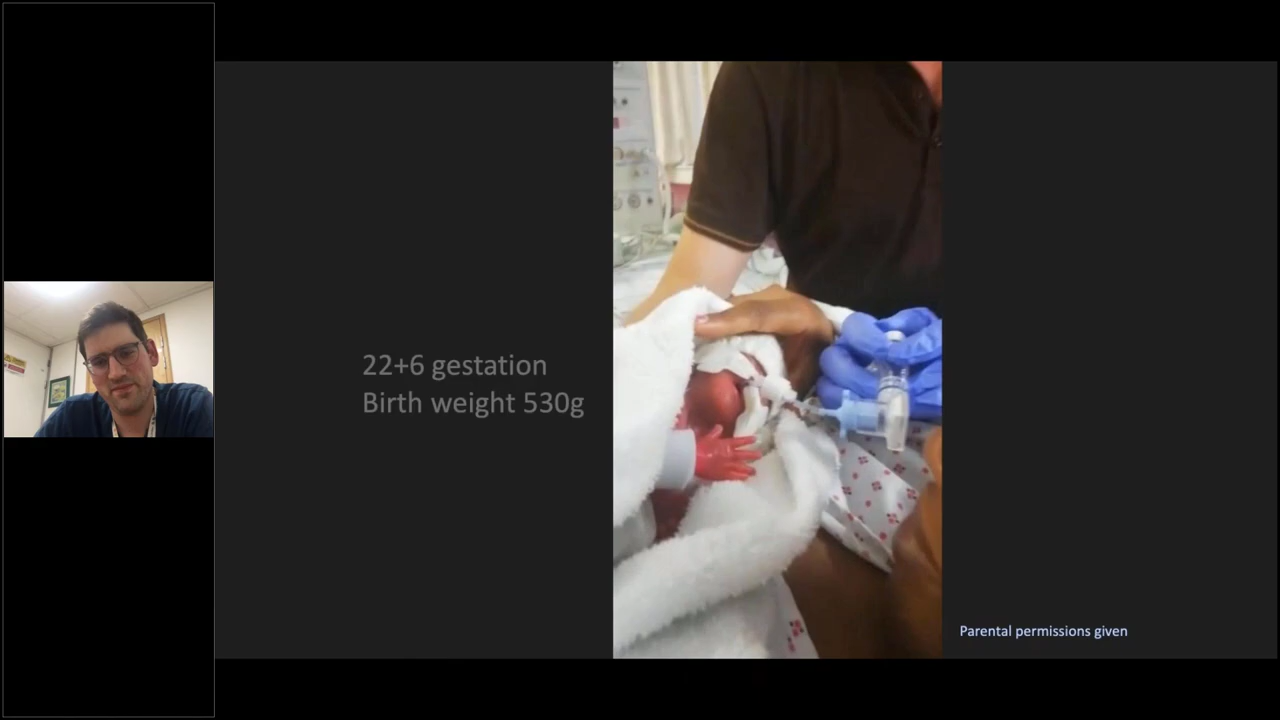 22+6 gestation
Birth weight 530g
Parental permissions given